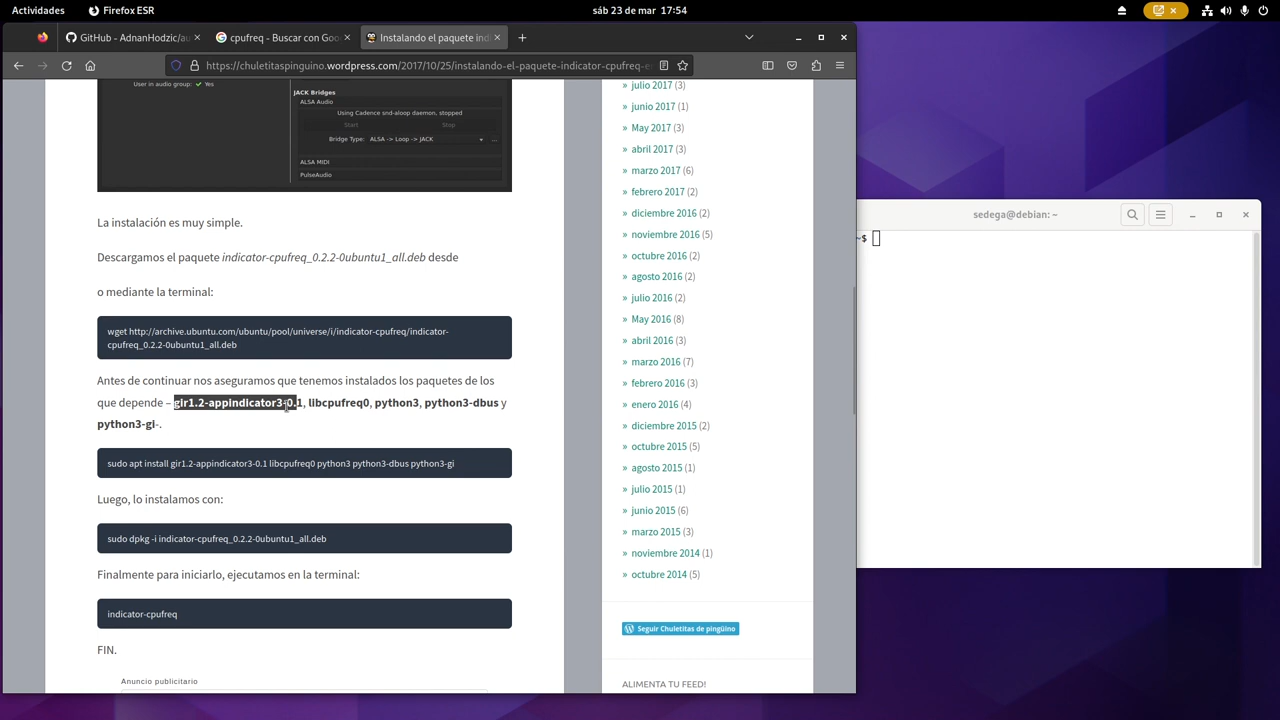 Actividades
Firefox ESR
sáb 23 de mar 17:54
GitHub - AdnanHodzic/au
cpufreq - Buscar con Goo
Instalando el paquete ind
https://chuletitaspinguino.wordpress.com/2017/10/25/instalando-el-paquete-indicator-cpufreq-e
User in audio group: Yes
JACK Bridges
ALSA Audio
Using Cadence snd-aloop daemon, stopped
Start Stop
Bridge Type: ALSA -> Loop -> JACK ...
ALSA MIDI
PulseAudio
La instalación es muy simple.
Descargamos el paquete indicator-cpufreq_0.2.2-0ubuntu1_all.deb desde
o mediante la terminal:
wget http://archive.ubuntu.com/ubuntu/pool/universe/i/indicator-cpufreq/indicator-
cpufreq_0.2.2-0ubuntu1_all.deb
Antes de continuar nos aseguramos que tenemos instalados los paquetes de los
que depende – gir1.2-appindicator3-0.1, libcpufreq0, python3, python3-dbus y
python3-gi-.
sudo apt install gir1.2-appindicator3-0.1 libcpufreq0 python3 python3-dbus python3-gi
Luego, lo instalamos con:
sudo dpkg -i indicator-cpufreq_0.2.2-0ubuntu1_all.deb
Finalmente para iniciarlo, ejecutamos en la terminal:
indicator-cpufreq
FIN.
Anuncio publicitario
» julio 2017 (3)
» junio 2017 (1)
» May 2017 (3)
» abril 2017 (3)
» marzo 2017 (6)
» febrero 2017 (2)
» diciembre 2016 (2)
» noviembre 2016 (5)
» octubre 2016 (2)
» agosto 2016 (2)
» julio 2016 (2)
» May 2016 (8)
» abril 2016 (3)
» marzo 2016 (7)
» febrero 2016 (3)
» enero 2016 (4)
» diciembre 2015 (2)
» octubre 2015 (5)
» agosto 2015 (1)
» julio 2015 (1)
» junio 2015 (6)
» marzo 2015 (3)
» noviembre 2014 (1)
» octubre 2014 (5)
Seguir Chuletitas de pingüino
ALIMENTA TU FEED!
sedega@debian: ~
~$